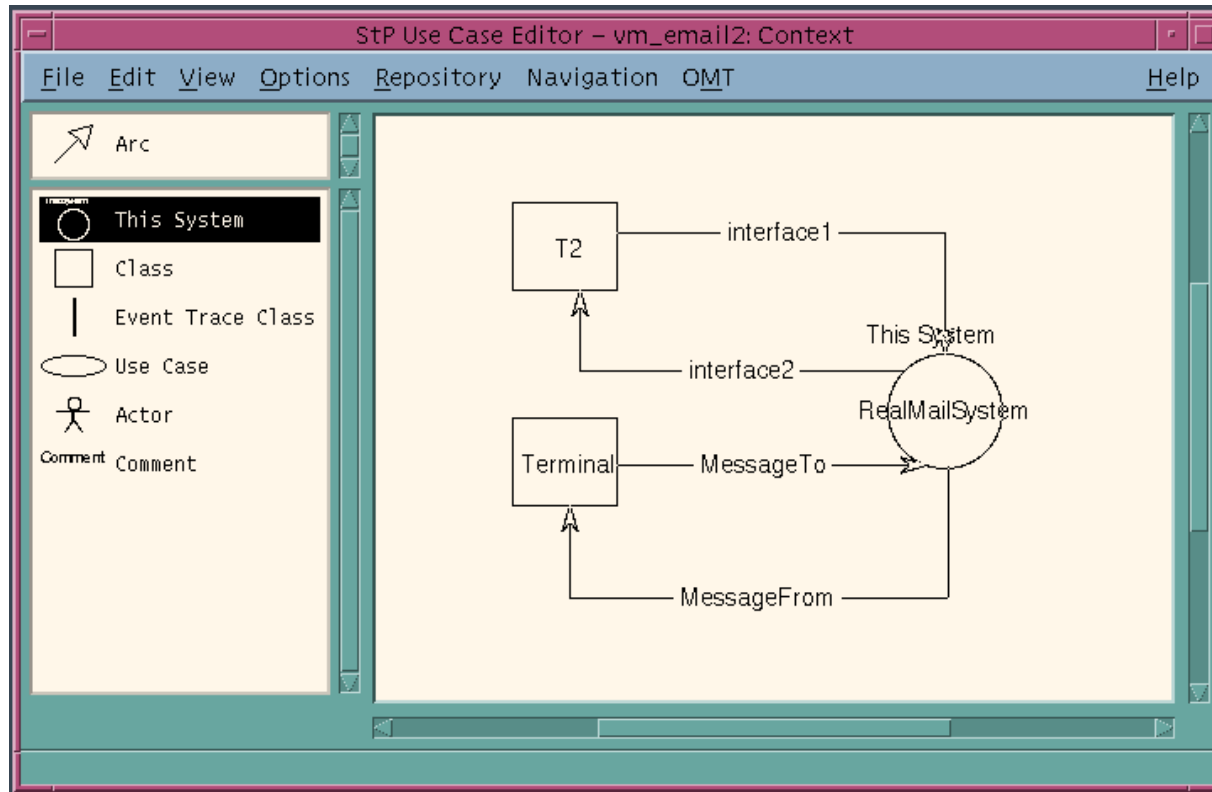 StP Use Case Editor – vm_email2: Context
File Edit View Options Repository Navigation OMT Help
Arc
This System
Class
Event Trace Class
Use Case
Actor
Comment Comment
T2
interface1
This System
interface2
RealMailSystem
Terminal
MessageTo
MessageFrom